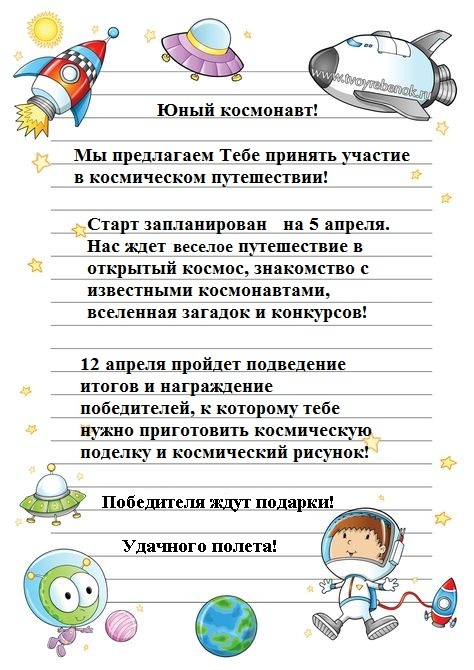 www.tvoyrebenok.ru
Юный космонавт!
Мы предлагаем Тебе принять участие
в космическом путешествии!
Старт запланирован на 5 апреля.
Нас ждет веселое путешествие в
открытый космос, знакомство с
известными космонавтами,
вселенная загадок и конкурсов!
12 апреля пройдет подведение
итогов и награждение
победителей, к которому тебе
нужно приготовить космическую
поделку и космический рисунок!
Победителя ждут подарки!
Удачного полета!